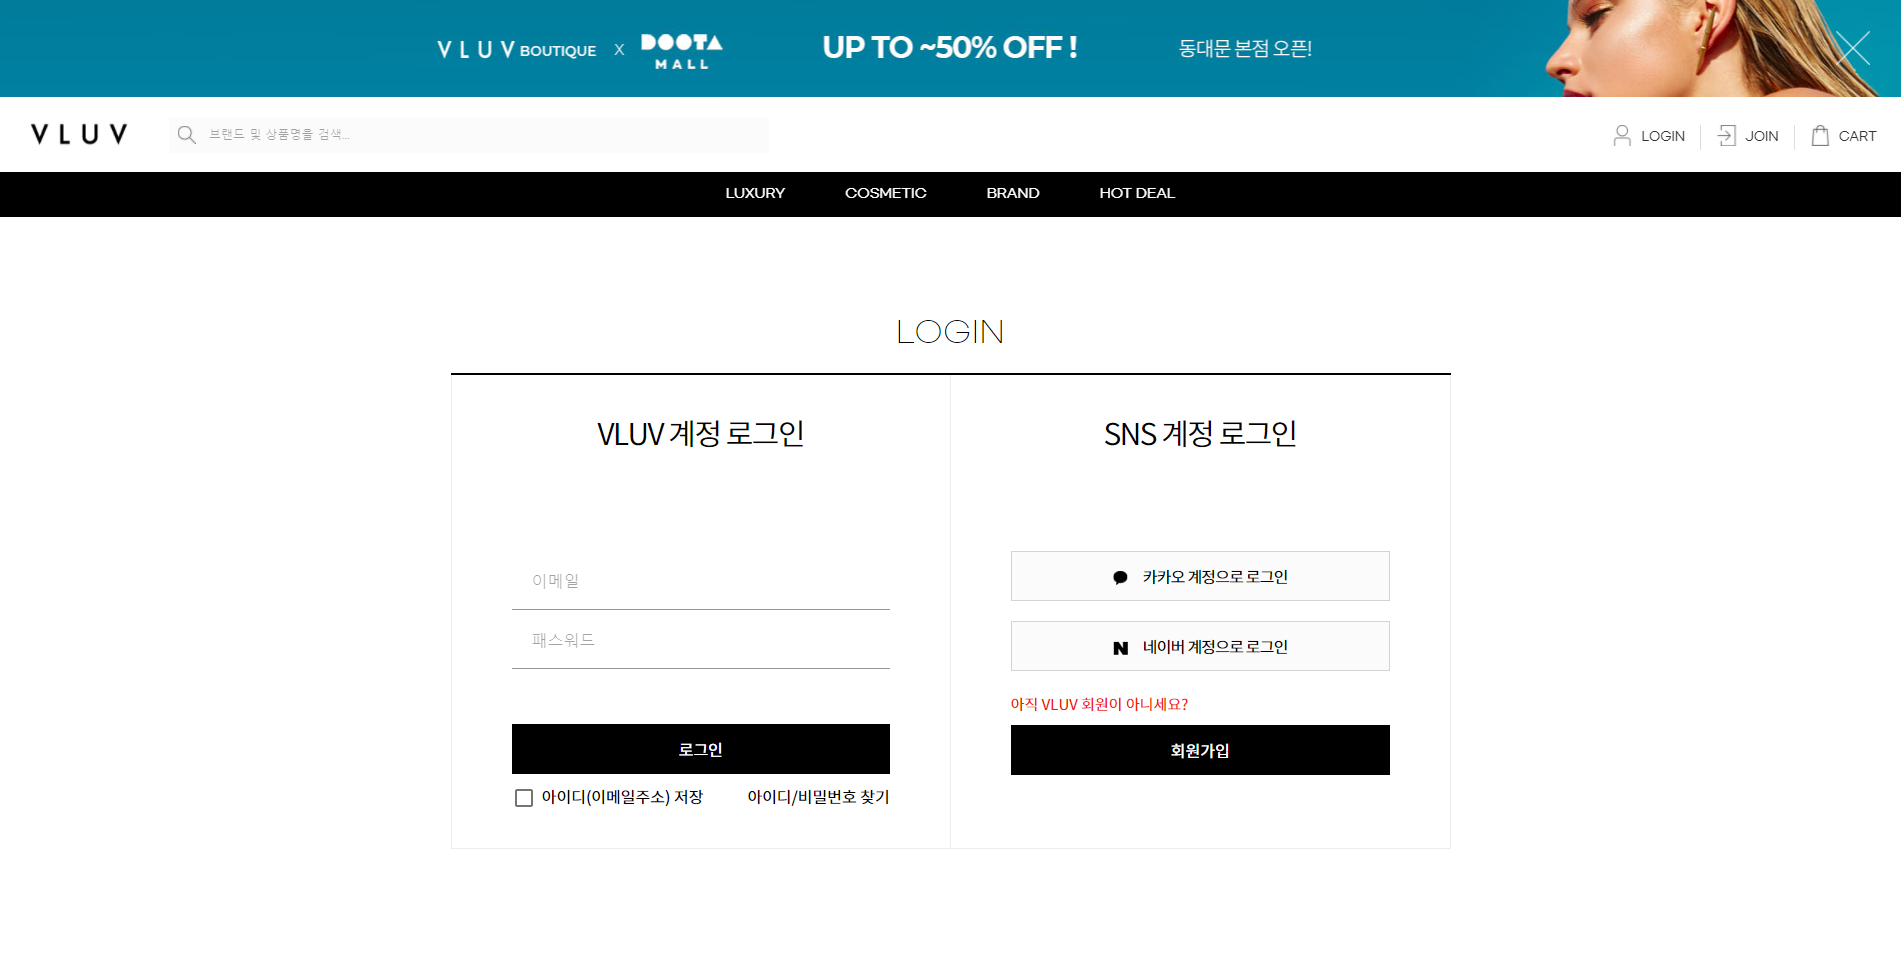 VLUV BOUTIQUE X DOOTA MALL UP TO ~50% OFF ! 동대문 본점 오픈!
VLUV 브랜드 및 상품명을 검색... LOGIN JOIN CART
LUXURY COSMETIC BRAND HOT DEAL
LOGIN
VLUV 계정 로그인
이메일
패스워드
로그인
아이디(이메일주소) 저장 아이디/비밀번호 찾기
SNS 계정 로그인
카카오 계정으로 로그인
N 네이버 계정으로 로그인
아직 VLUV 회원이 아니세요?
회원가입